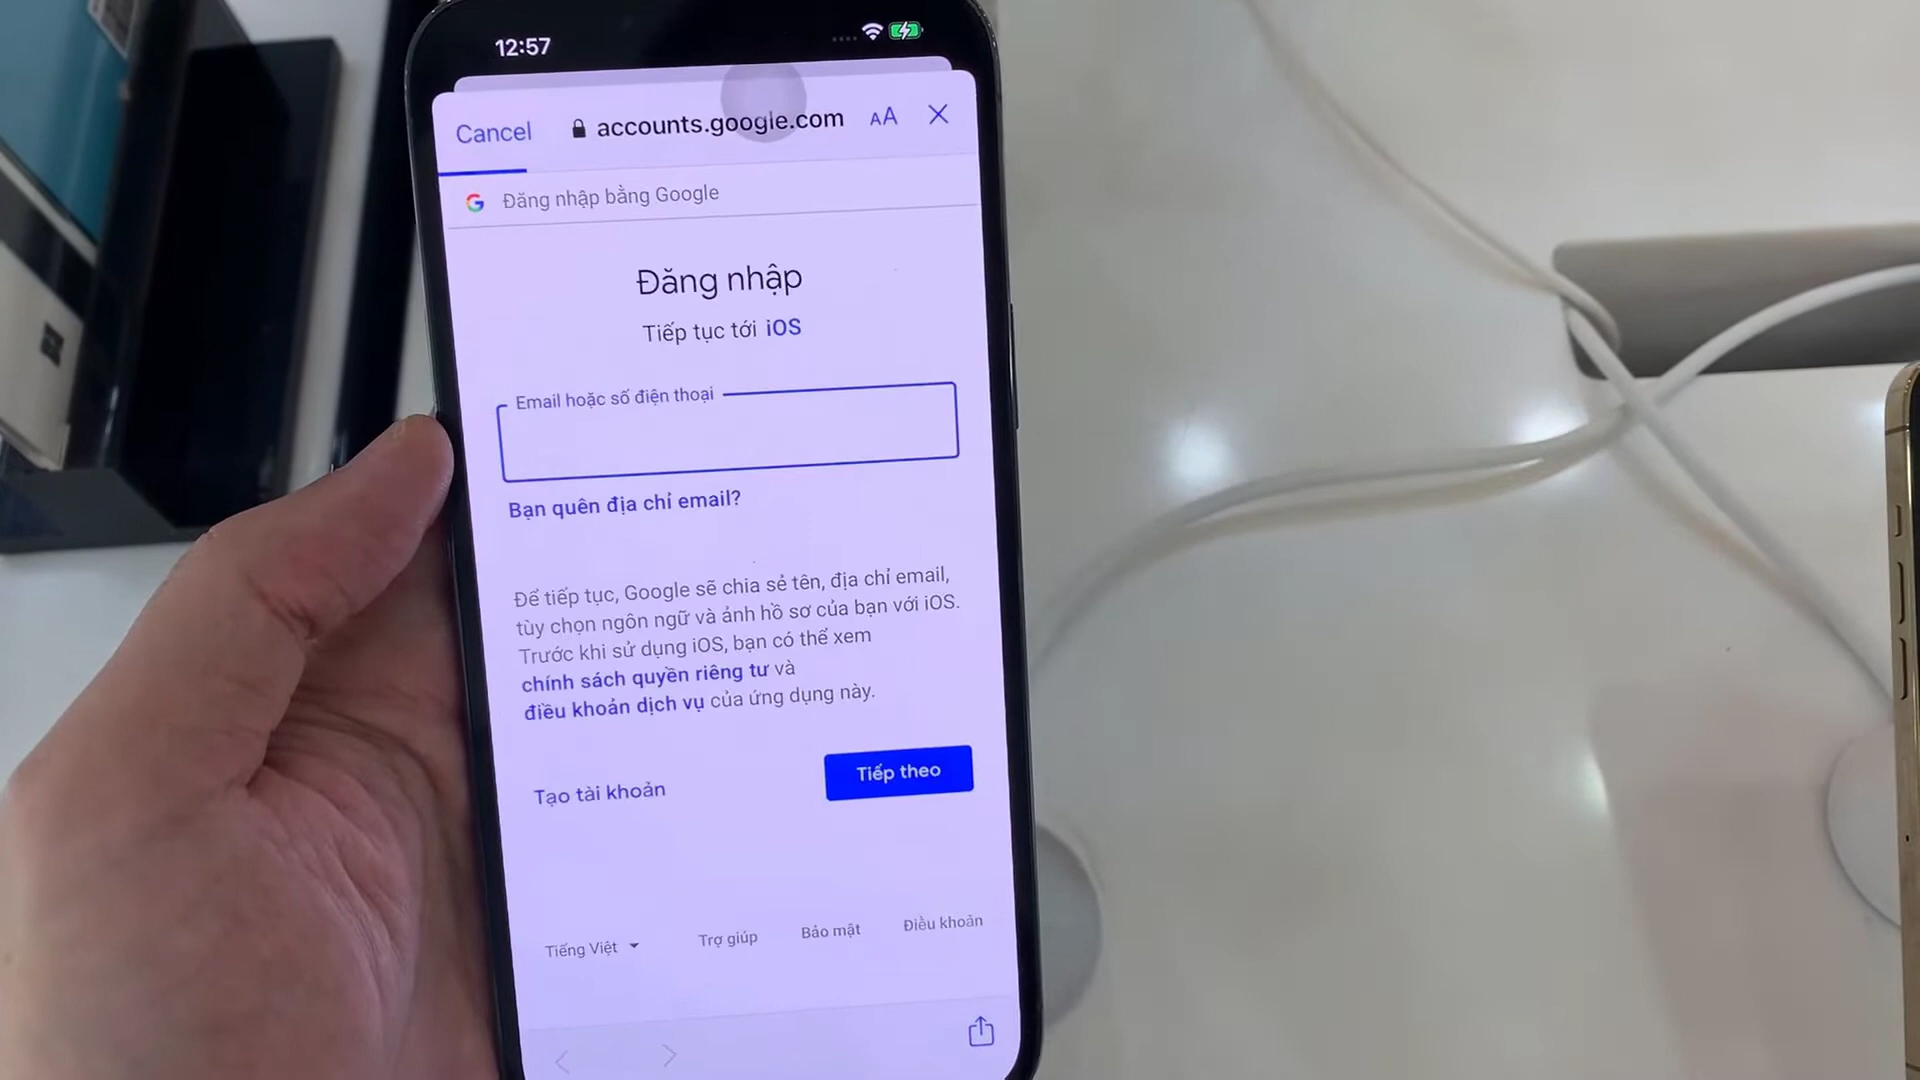 12:57
Cancel accounts.google.com AA
Đăng nhập bằng Google
Đăng nhập
Tiếp tục tới iOS
Email hoặc số điện thoại
Bạn quên địa chỉ email?
Để tiếp tục, Google sẽ chia sẻ tên, địa chỉ email,
tùy chọn ngôn ngữ và ảnh hồ sơ của bạn với iOS.
Trước khi sử dụng iOS, bạn có thể xem
chính sách quyền riêng tư và
điều khoản dịch vụ của ứng dụng này.
Tạo tài khoản Tiếp theo
Tiếng Việt Trợ giúp Bảo mật Điều khoản